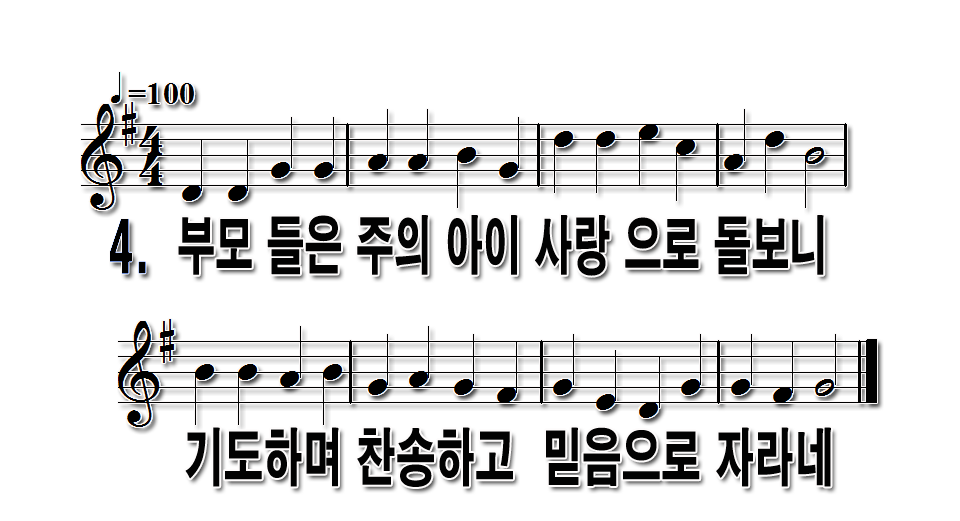 ♩=100
4. 부모 들은 주의 아이 사랑 으로 돌보니
기도하며 찬송하고 믿음으로 자라네